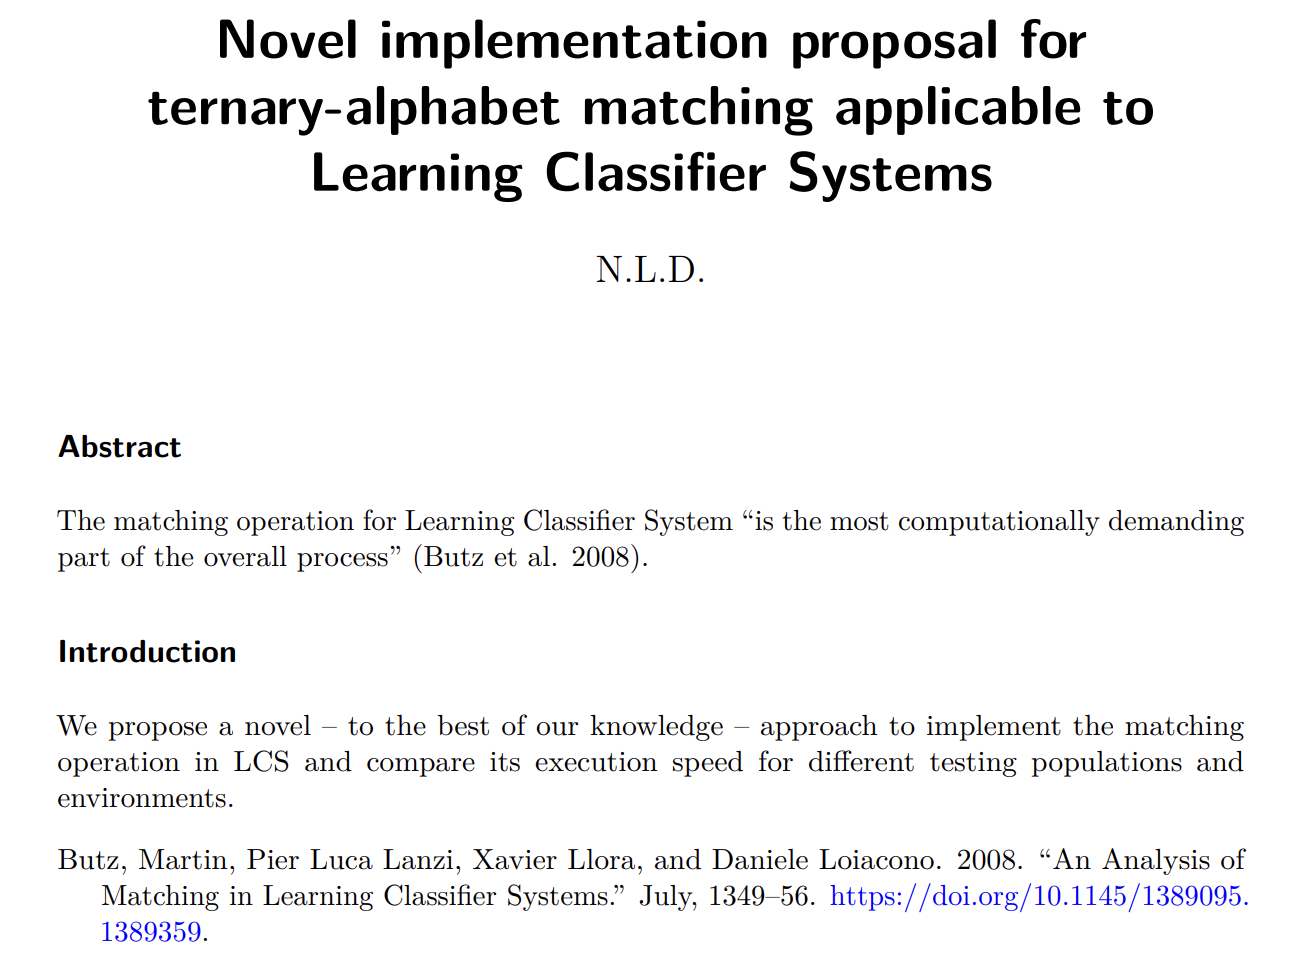 Novel implementation proposal for
ternary-alphabet matching applicable to
Learning Classifier Systems
N.L.D.
Abstract
The matching operation for Learning Classifier System “is the most computationally demanding
part of the overall process” (Butz et al. 2008).
Introduction
We propose a novel – to the best of our knowledge – approach to implement the matching
operation in LCS and compare its execution speed for different testing populations and
environments.
Butz, Martin, Pier Luca Lanzi, Xavier Llora, and Daniele Loiacono. 2008. “An Analysis of
Matching in Learning Classifier Systems.” July, 1349–56. https://doi.org/10.1145/1389095.
1389359.